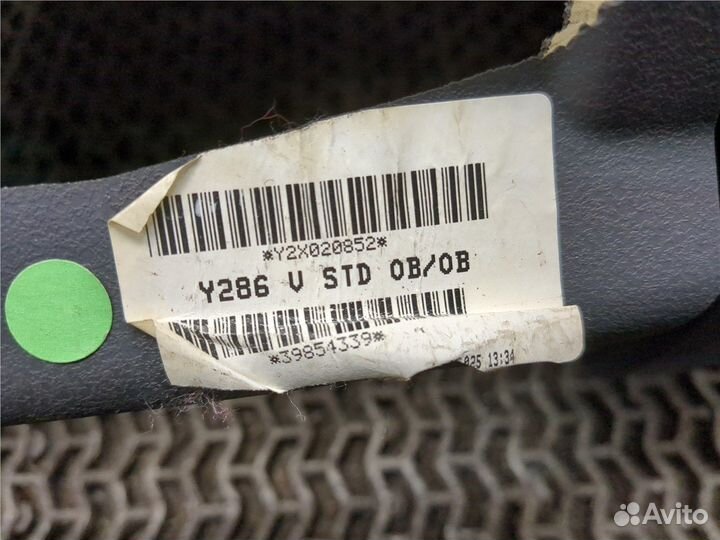 *Y2X020852*
Y286 V STD OB/OB
*39854339*
025 13:34
Avito